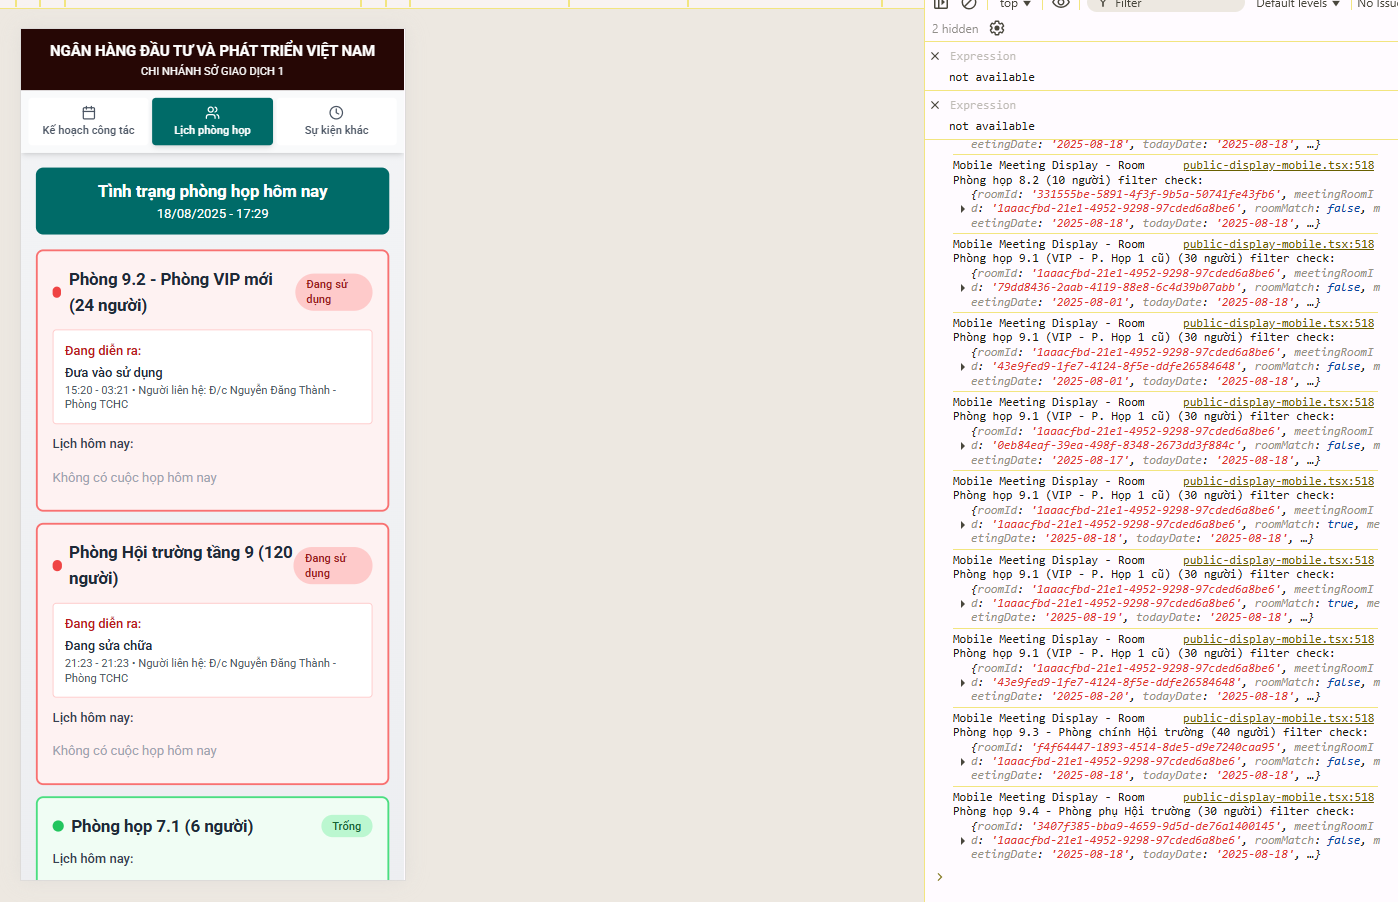 NGÂN HÀNG ĐẦU TƯ VÀ PHÁT TRIỂN VIỆT NAM
CHI NHÁNH SỞ GIAO DỊCH 1
Kế hoạch công tác
Lịch phòng họp
Sự kiện khác
Tình trạng phòng họp hôm nay
18/08/2025 - 17:29
Phòng 9.2 - Phòng VIP mới
(24 người)
Đang sử
dụng
Đang diễn ra:
Đưa vào sử dụng
15:20 - 03:21 • Người liên hệ: Đ/c Nguyễn Đăng Thành -
Phòng TCHC
Lịch hôm nay:
Không có cuộc họp hôm nay
Phòng Hội trường tầng 9 (120
người)
Đang sử
dụng
Đang diễn ra:
Đang sửa chữa
21:23 - 21:23 • Người liên hệ: Đ/c Nguyễn Đăng Thành -
Phòng TCHC
Lịch hôm nay:
Không có cuộc họp hôm nay
Phòng họp 7.1 (6 người)
Trống
Lịch hôm nay:
top
Filter
Default levels
No Issu
2 hidden
Expression
not available
Expression
not available
eetingDate: '2025-08-18', todayDate: '2025-08-18', …}
Mobile Meeting Display - Room public-display-mobile.tsx:518
Phòng họp 8.2 (10 người) filter check:
{roomId: '331555be-5891-4f3f-9b5a-50741fe43fb6', meetingRoomI
d: '1aaacfbd-21e1-4952-9298-97cded6a8be6', roomMatch: false, m
eetingDate: '2025-08-18', todayDate: '2025-08-18', …}
Mobile Meeting Display - Room public-display-mobile.tsx:518
Phòng họp 9.1 (VIP - P. Họp 1 cũ) (30 người) filter check:
{roomId: '1aaacfbd-21e1-4952-9298-97cded6a8be6', meetingRoomI
d: '79dd8436-2aab-4119-88e8-6c4d39b07abb', roomMatch: false, m
eetingDate: '2025-08-01', todayDate: '2025-08-18', …}
Mobile Meeting Display - Room public-display-mobile.tsx:518
Phòng họp 9.1 (VIP - P. Họp 1 cũ) (30 người) filter check:
{roomId: '1aaacfbd-21e1-4952-9298-97cded6a8be6', meetingRoomI
d: '43e9fed9-1fe7-4124-8f5e-ddfe26584648', roomMatch: false, m
eetingDate: '2025-08-01', todayDate: '2025-08-18', …}
Mobile Meeting Display - Room public-display-mobile.tsx:518
Phòng họp 9.1 (VIP - P. Họp 1 cũ) (30 người) filter check:
{roomId: '1aaacfbd-21e1-4952-9298-97cded6a8be6', meetingRoomI
d: '0eb84eaf-39ea-498f-8348-2673dd3f884c', roomMatch: false, m
eetingDate: '2025-08-17', todayDate: '2025-08-18', …}
Mobile Meeting Display - Room public-display-mobile.tsx:518
Phòng họp 9.1 (VIP - P. Họp 1 cũ) (30 người) filter check:
{roomId: '1aaacfbd-21e1-4952-9298-97cded6a8be6', meetingRoomI
d: '1aaacfbd-21e1-4952-9298-97cded6a8be6', roomMatch: true, me
etingDate: '2025-08-18', todayDate: '2025-08-18', …}
Mobile Meeting Display - Room public-display-mobile.tsx:518
Phòng họp 9.1 (VIP - P. Họp 1 cũ) (30 người) filter check:
{roomId: '1aaacfbd-21e1-4952-9298-97cded6a8be6', meetingRoomI
d: '1aaacfbd-21e1-4952-9298-97cded6a8be6', roomMatch: true, me
etingDate: '2025-08-19', todayDate: '2025-08-18', …}
Mobile Meeting Display - Room public-display-mobile.tsx:518
Phòng họp 9.1 (VIP - P. Họp 1 cũ) (30 người) filter check:
{roomId: '1aaacfbd-21e1-4952-9298-97cded6a8be6', meetingRoomI
d: '43e9fed9-1fe7-4124-8f5e-ddfe26584648', roomMatch: false, m
eetingDate: '2025-08-20', todayDate: '2025-08-18', …}
Mobile Meeting Display - Room public-display-mobile.tsx:518
Phòng họp 9.3 - Phòng chính Hội trường (40 người) filter check:
{roomId: 'f4f64447-1893-4514-8de5-d9e7240caa95', meetingRoomI
d: '1aaacfbd-21e1-4952-9298-97cded6a8be6', roomMatch: false, m
eetingDate: '2025-08-18', todayDate: '2025-08-18', …}
Mobile Meeting Display - Room public-display-mobile.tsx:518
Phòng họp 9.4 - Phòng phụ Hội trường (30 người) filter check:
{roomId: '3407f385-bba9-4659-9d5d-de76a1400145', meetingRoomI
d: '1aaacfbd-21e1-4952-9298-97cded6a8be6', roomMatch: false, m
eetingDate: '2025-08-18', todayDate: '2025-08-18', …}